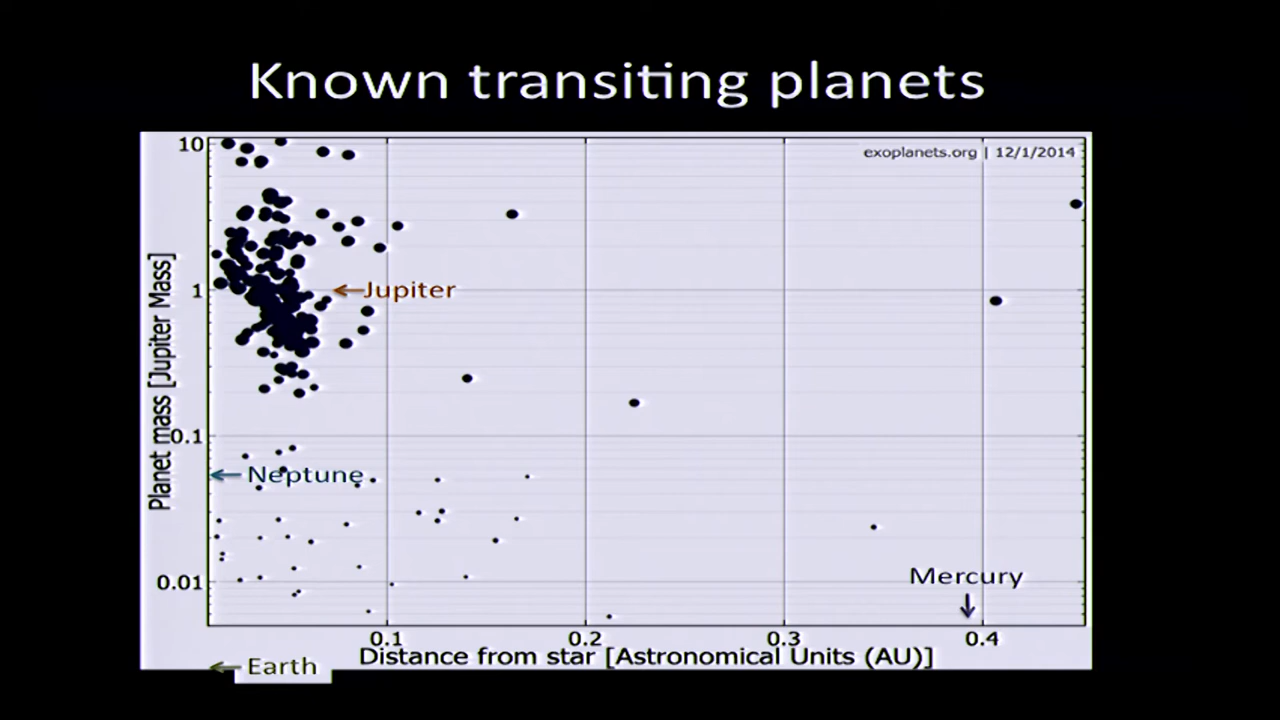 Known transiting planets
exoplanets.org | 12/1/2014
10
1
0.1
0.01
Planet mass [Jupiter Mass]
Jupiter
Neptune
Mercury
Earth
0.1 0.2 0.3 0.4
Distance from star [Astronomical Units (AU)]